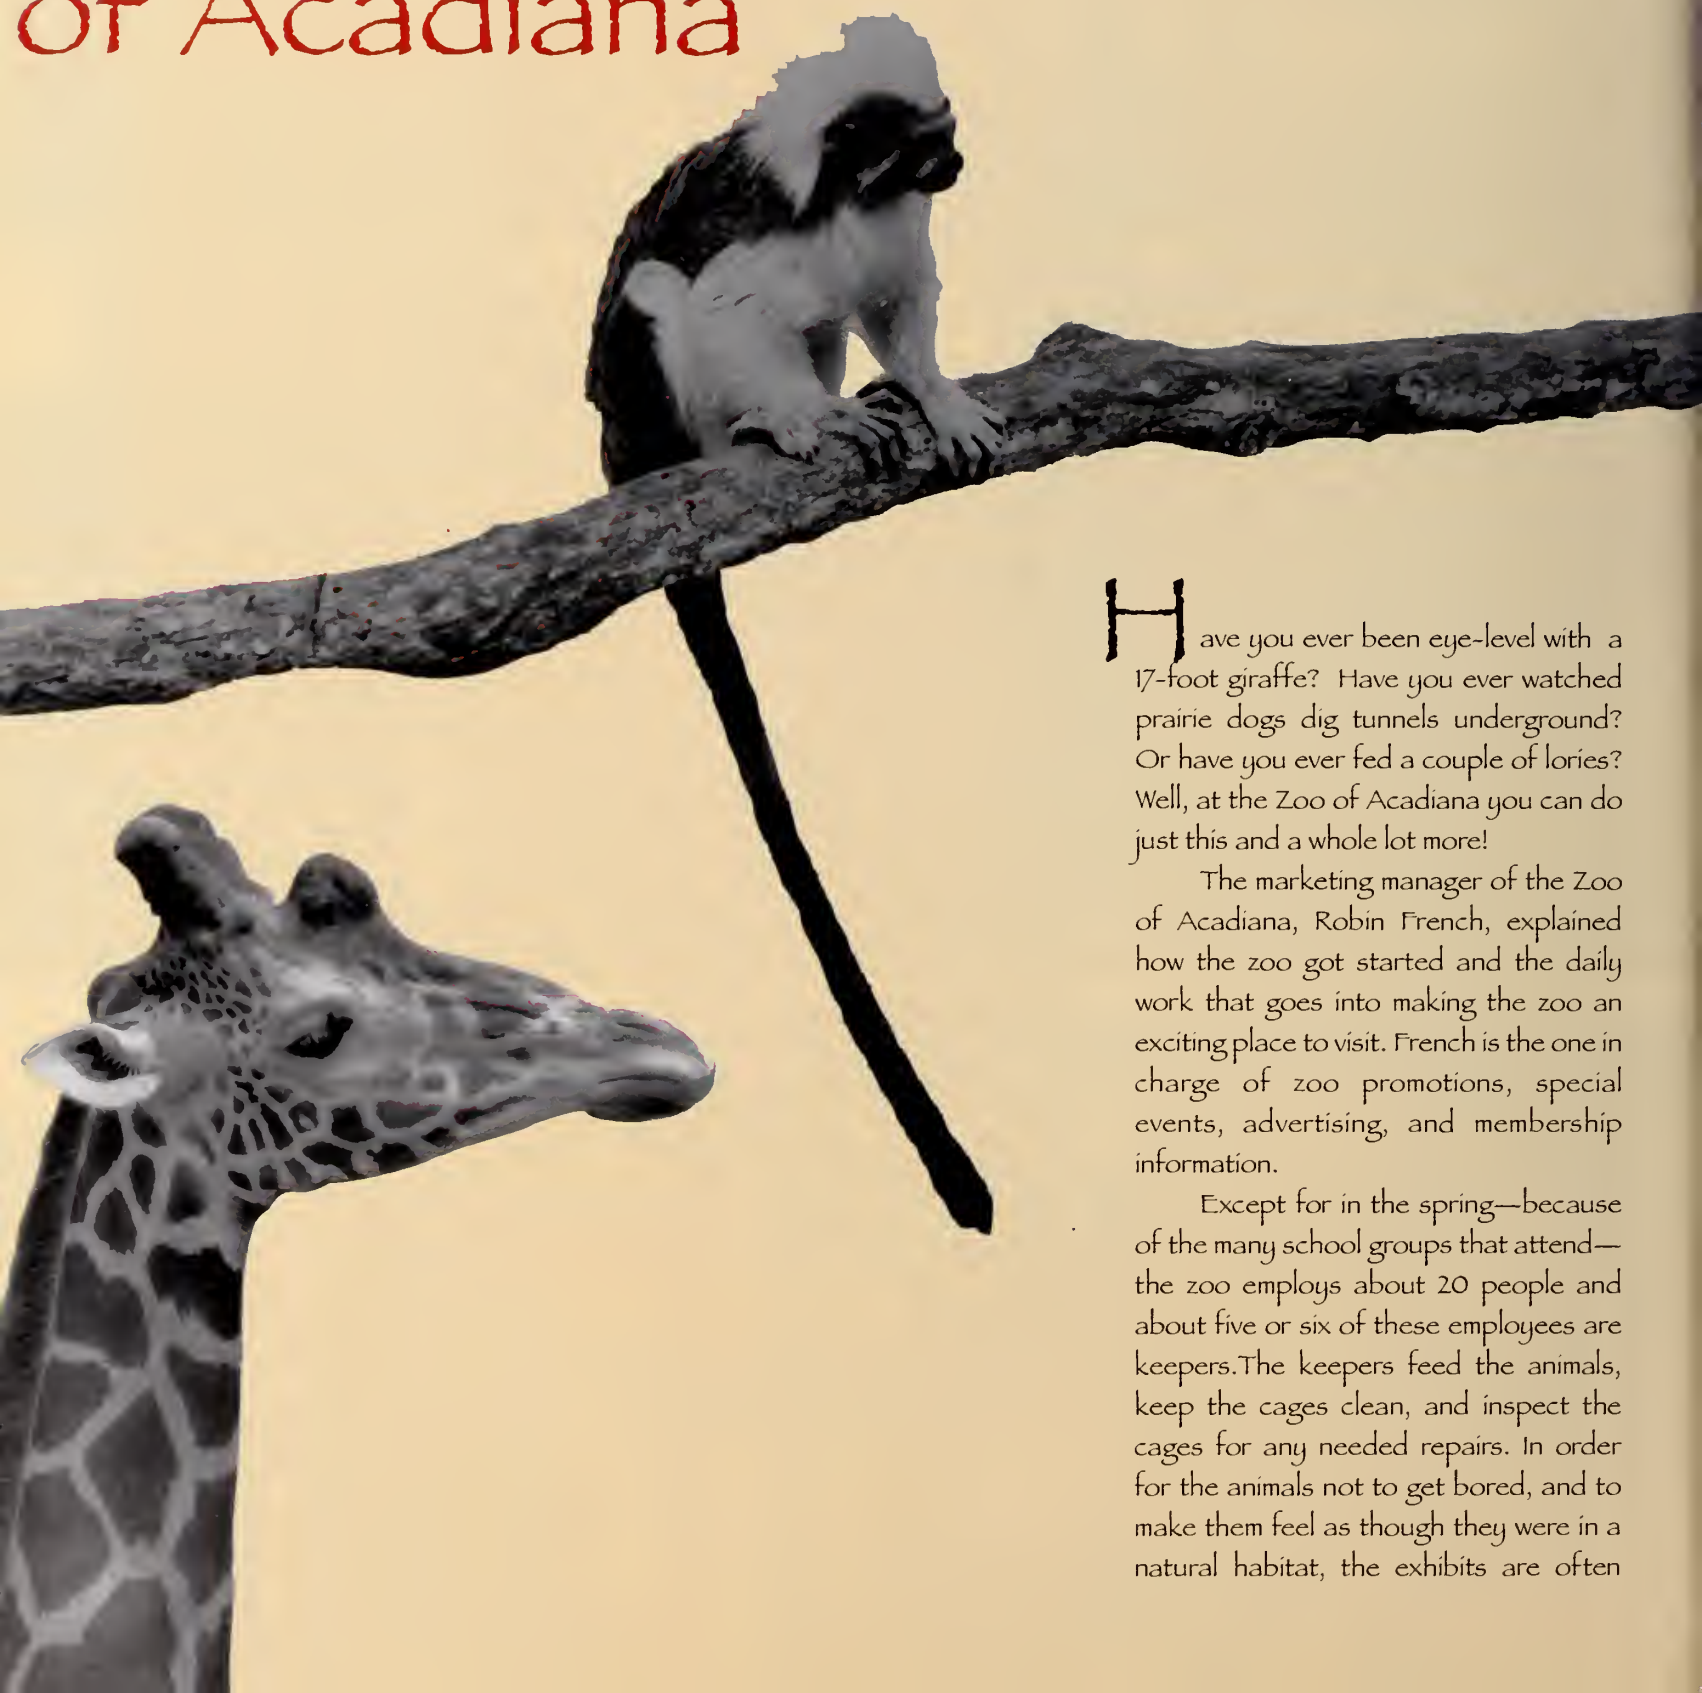 of Acadiana
Have you ever been eye-level with a
17-foot giraffe? Have you ever watched
prairie dogs dig tunnels underground?
Or have you ever fed a couple of lories?
Well, at the Zoo of Acadiana you can do
just this and a whole lot more!
The marketing manager of the Zoo
of Acadiana, Robin French, explained
how the zoo got started and the daily
work that goes into making the zoo an
exciting place to visit. French is the one in
charge of zoo promotions, special
events, advertising, and membership
information.
Except for in the spring—because
of the many school groups that attend—
the zoo employs about 20 people and
about five or six of these employees are
keepers.The keepers feed the animals,
keep the cages clean, and inspect the
cages for any needed repairs. In order
for the animals not to get bored, and to
make them feel as though they were in a
natural habitat, the exhibits are often